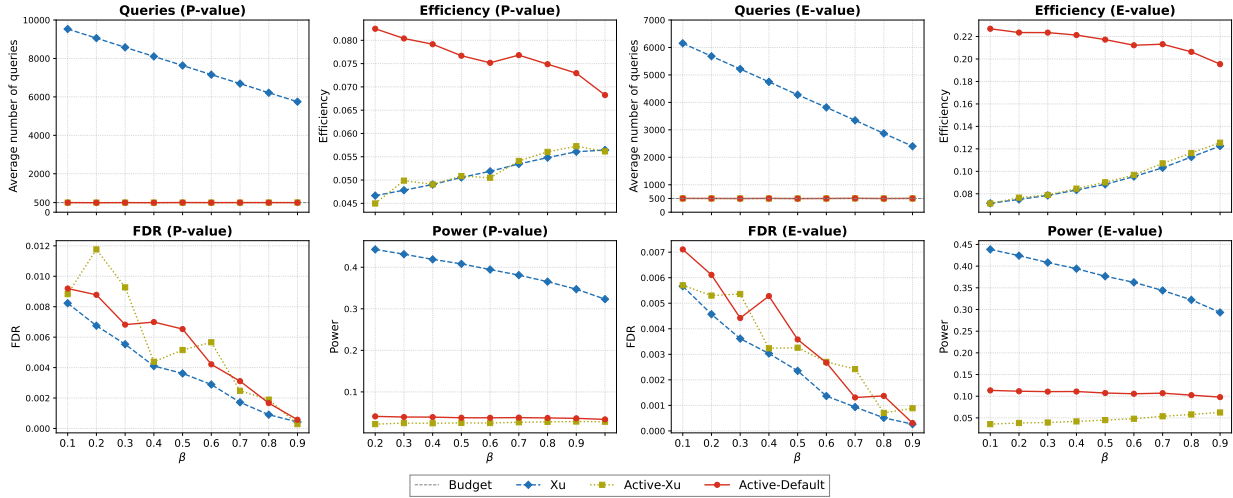 Queries (P-value)
Average number of queries
10000
8000
6000
4000
2000
500
0
Efficiency (P-value)
Efficiency
0.080
0.075
0.070
0.065
0.060
0.055
0.050
0.045
Queries (E-value)
Average number of queries
7000
6000
5000
4000
3000
2000
1000
500
0
Efficiency (E-value)
Efficiency
0.22
0.20
0.18
0.16
0.14
0.12
0.10
0.08
FDR (P-value)
FDR
0.012
0.010
0.008
0.006
0.004
0.002
0.000
0.1 0.2 0.3 0.4 0.5 0.6 0.7 0.8 0.9
β
Power (P-value)
Power
0.4
0.3
0.2
0.1
0.2 0.3 0.4 0.5 0.6 0.7 0.8 0.9
β
FDR (E-value)
FDR
0.007
0.006
0.005
0.004
0.003
0.002
0.001
0.000
0.1 0.2 0.3 0.4 0.5 0.6 0.7 0.8 0.9
β
Power (E-value)
Power
0.45
0.40
0.35
0.30
0.25
0.20
0.15
0.10
0.05
0.1 0.2 0.3 0.4 0.5 0.6 0.7 0.8 0.9
β
Budget Xu Active-Xu Active-Default